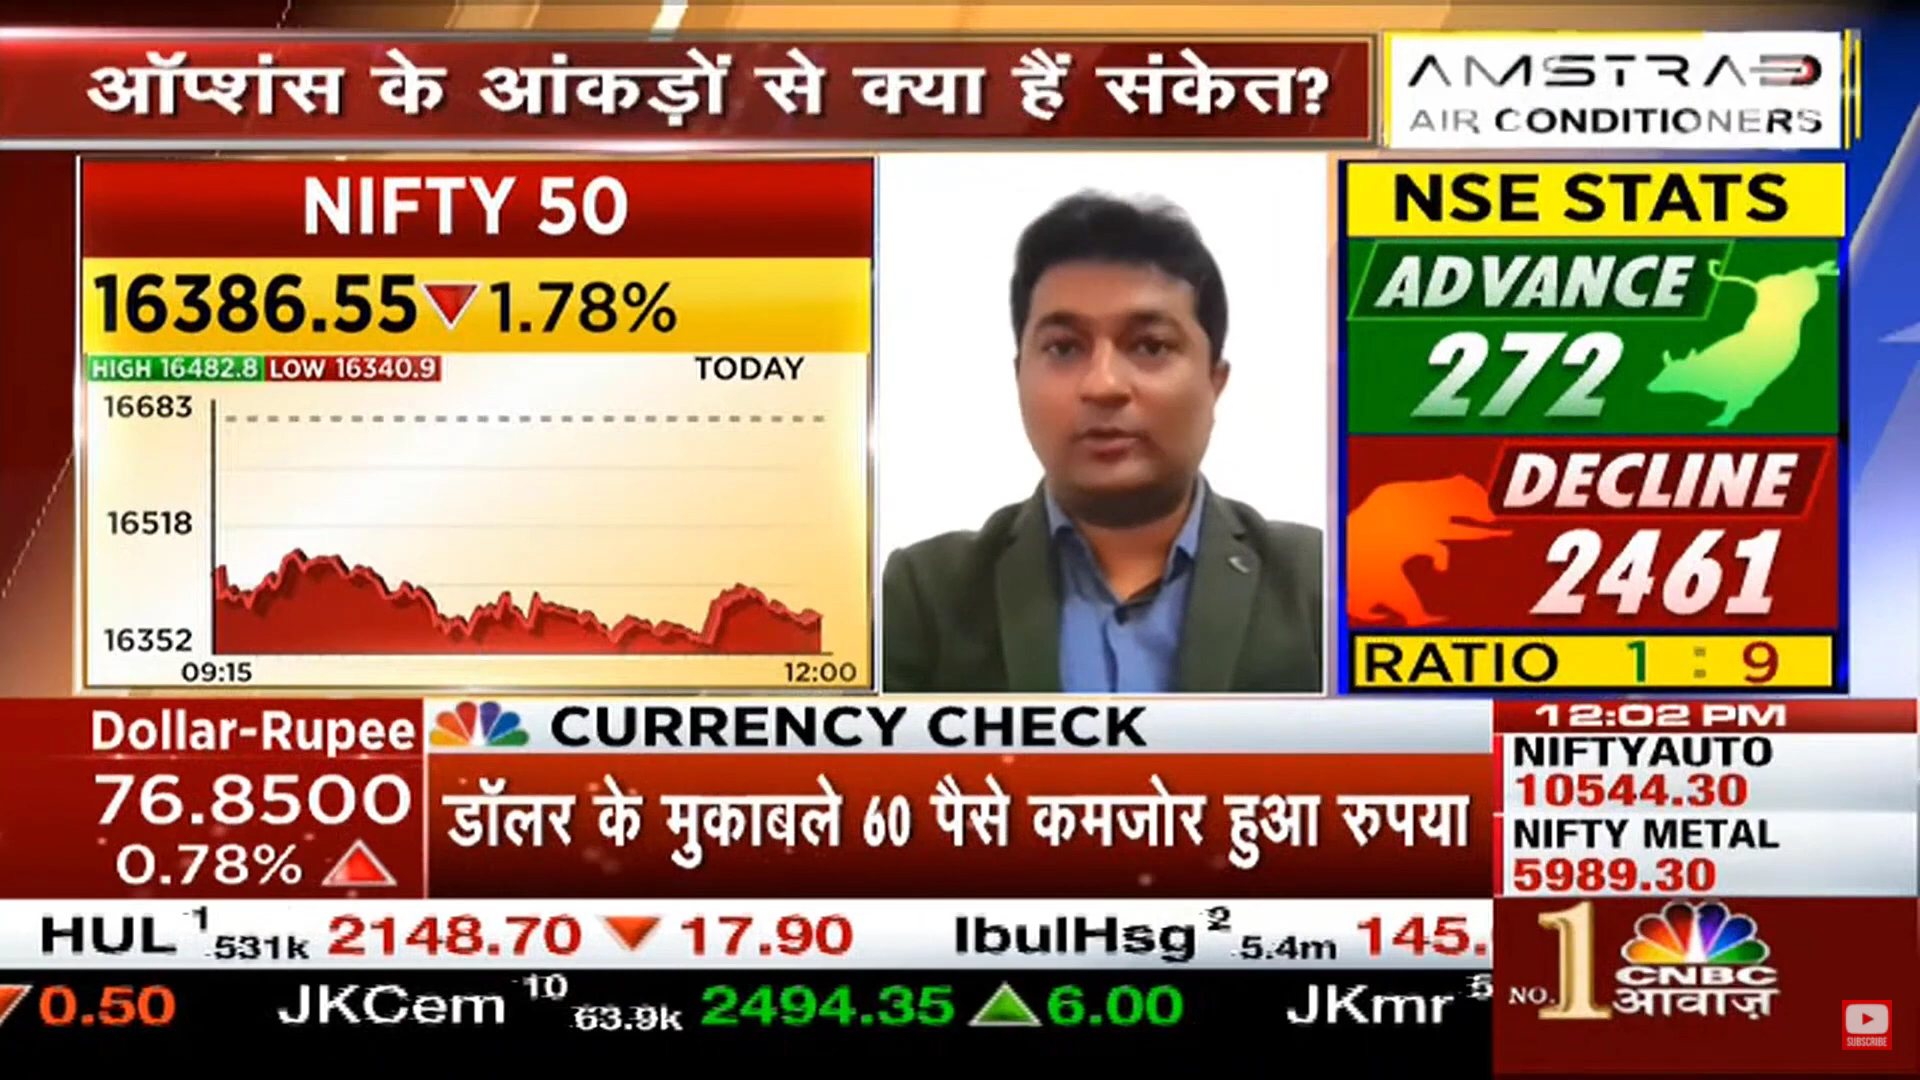 ऑप्शंस के आंकड़ों से क्या हैं संकेत?
AMSTRAD
AIR CONDITIONERS
NIFTY 50
16386.55 1.78%
HIGH 16482.8 LOW 16340.9
TODAY
16683
16518
16352
09:15
12:00
NSE STATS
ADVANCE
272
DECLINE
2461
RATIO 1 : 9
Dollar-Rupee
76.8500
0.78%
CURRENCY CHECK
डॉलर के मुकाबले 60 पैसे कमजोर हुआ रुपया
12:02 PM
NIFTYAUTO
10544.30
NIFTY METAL
5989.30
HUL 1 531k 2148.70 17.90 IbulHsg 2 5.4m 145.
0.50 JKCem 10 63.9k 2494.35 6.00 JKmr 5
NO.1
CNBC
आवाज़
SUBSCRIBE